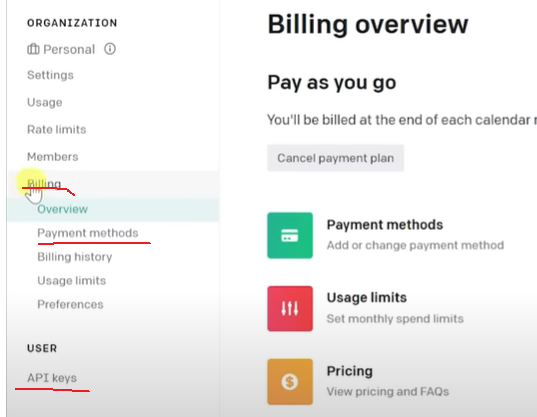 ORGANIZATION
Personal
Settings
Usage
Rate limits
Members
Billing
Overview
Payment methods
Billing history
Usage limits
Preferences
USER
API keys
Billing overview
Pay as you go
You'll be billed at the end of each calendar
Cancel payment plan
Payment methods
Add or change payment method
Usage limits
Set monthly spend limits
Pricing
View pricing and FAQs